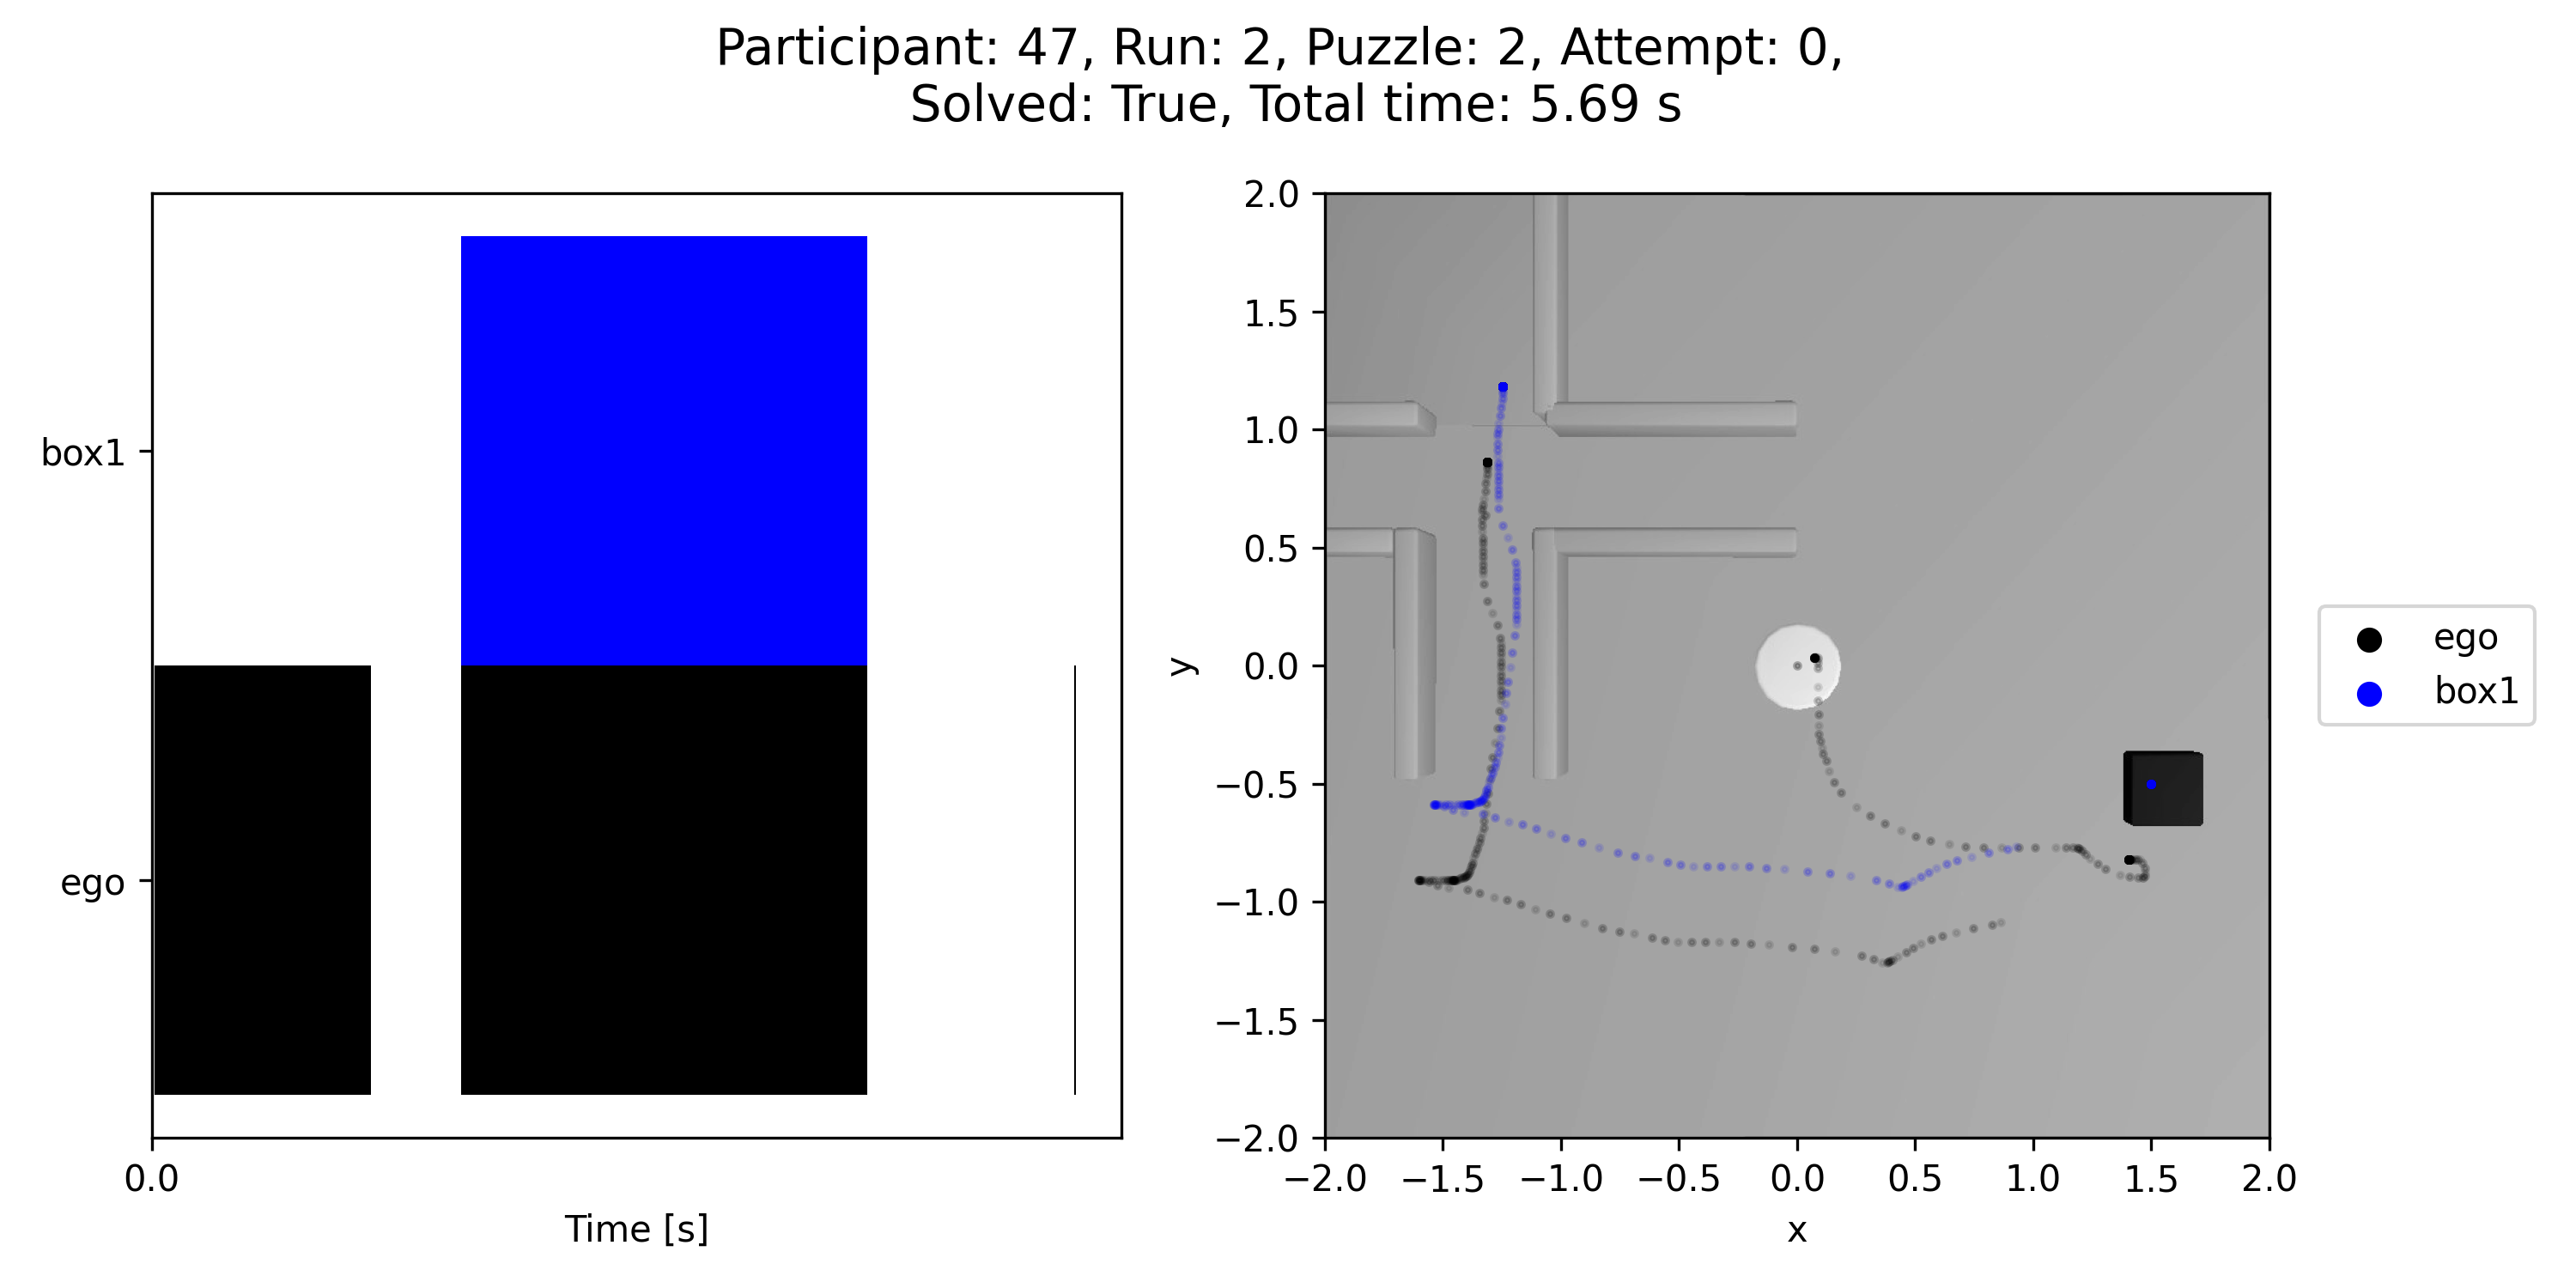 Participant: 47, Run: 2, Puzzle: 2, Attempt: 0,
Solved: True, Total time: 5.69 s
box1
ego
0.0
Time [s]
2.0
1.5
1.0
0.5
0.0
−0.5
−1.0
−1.5
−2.0
y
−2.0 −1.5 −1.0 −0.5 0.0 0.5 1.0 1.5 2.0
x
ego
box1